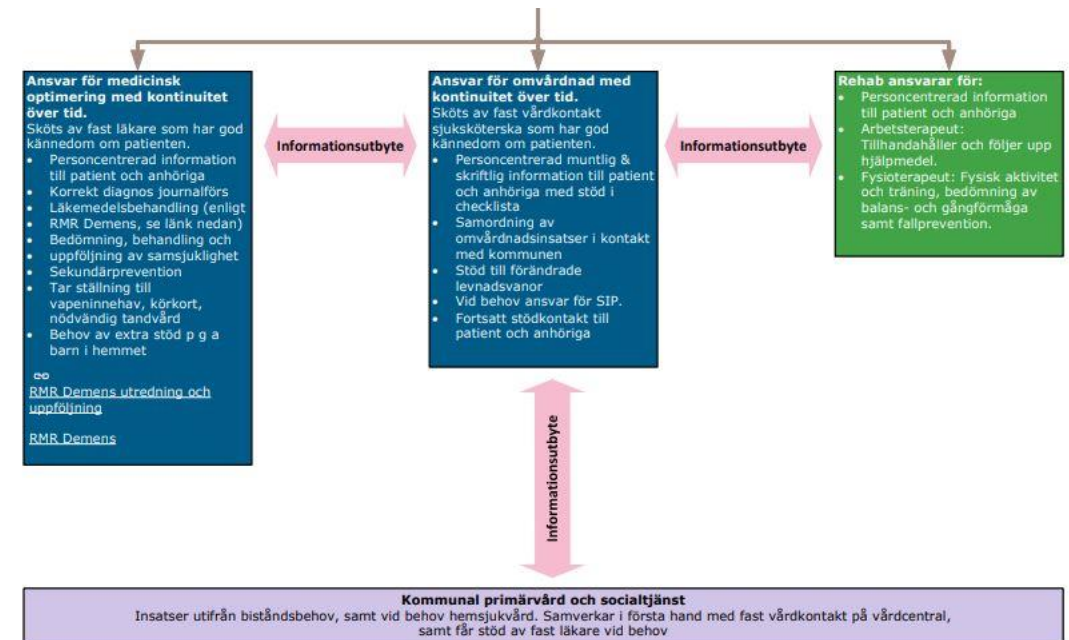 Ansvar för medicinsk
optimering med kontinuitet
över tid.
Sköts av fast läkare som har god
kännedom om patienten.
• Personcentrerad information
till patient och anhöriga
• Korrekt diagnos journalförs
• Läkemedelsbehandling (enligt
• RMR Demens, se länk nedan)
• Bedömning, behandling och
• uppföljning av samsjuklighet
• Sekundärprevention
• Tar ställning till
vapeninnehav, körkort,
nödvändig tandvård
• Behov av extra stöd p g a
barn i hemmet
RMR Demens utredning och
uppföljning
RMR Demens
Informationsutbyte
Ansvar för omvårdnad med
kontinuitet över tid.
Sköts av fast vårdkontakt
sjuksköterska som har god
kännedom om patienten.
• Personcentrerad muntlig &
skriftlig information till patient
och anhöriga med stöd i
checklista
• Samordning av
omvårdnadsinsatser i kontakt
med kommunen
• Stöd till förändrade
levnadsvanor
• Vid behov ansvar för SIP.
• Fortsatt stödkontakt till
patient och anhöriga
Informationsutbyte
Rehab ansvarar för:
• Personcentrerad information
till patient och anhöriga
• Arbetsterapeut:
Tillhandahåller och följer upp
hjälpmedel.
• Fysioterapeut: Fysisk aktivitet
och träning, bedömning av
balans- och gångförmåga
samt fallprevention.
Informationsutbyte
Kommunal primärvård och socialtjänst
Insatser utifrån biståndsbehov, samt vid behov hemsjukvård. Samverkar i första hand med fast vårdkontakt på vårdcentral,
samt får stöd av fast läkare vid behov